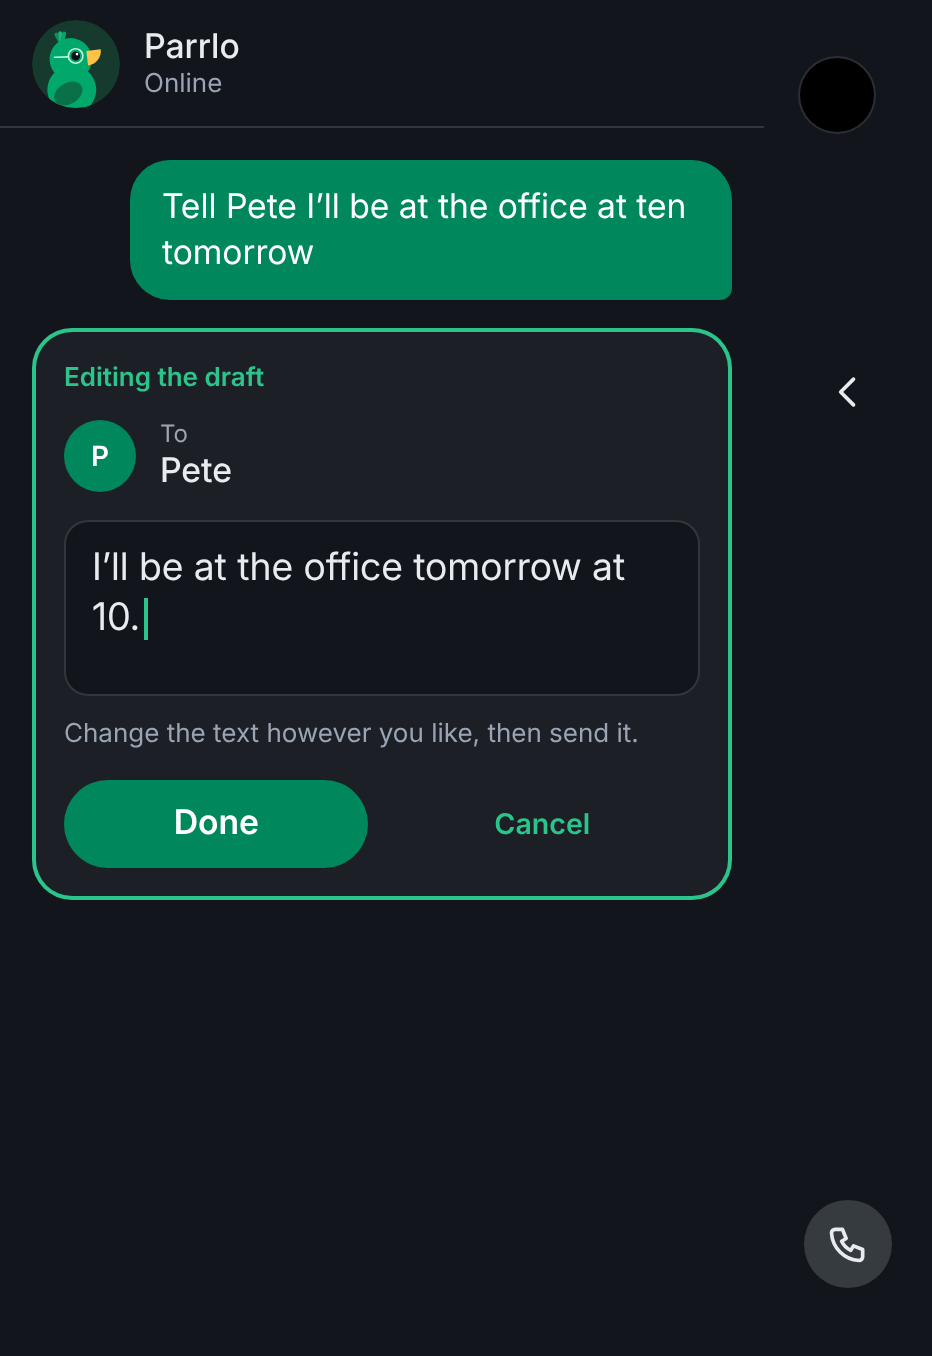 Parrlo
Online
Tell Pete I’ll be at the office at ten
tomorrow
Editing the draft
P
To
Pete
I’ll be at the office tomorrow at
10.
Change the text however you like, then send it.
Done
Cancel